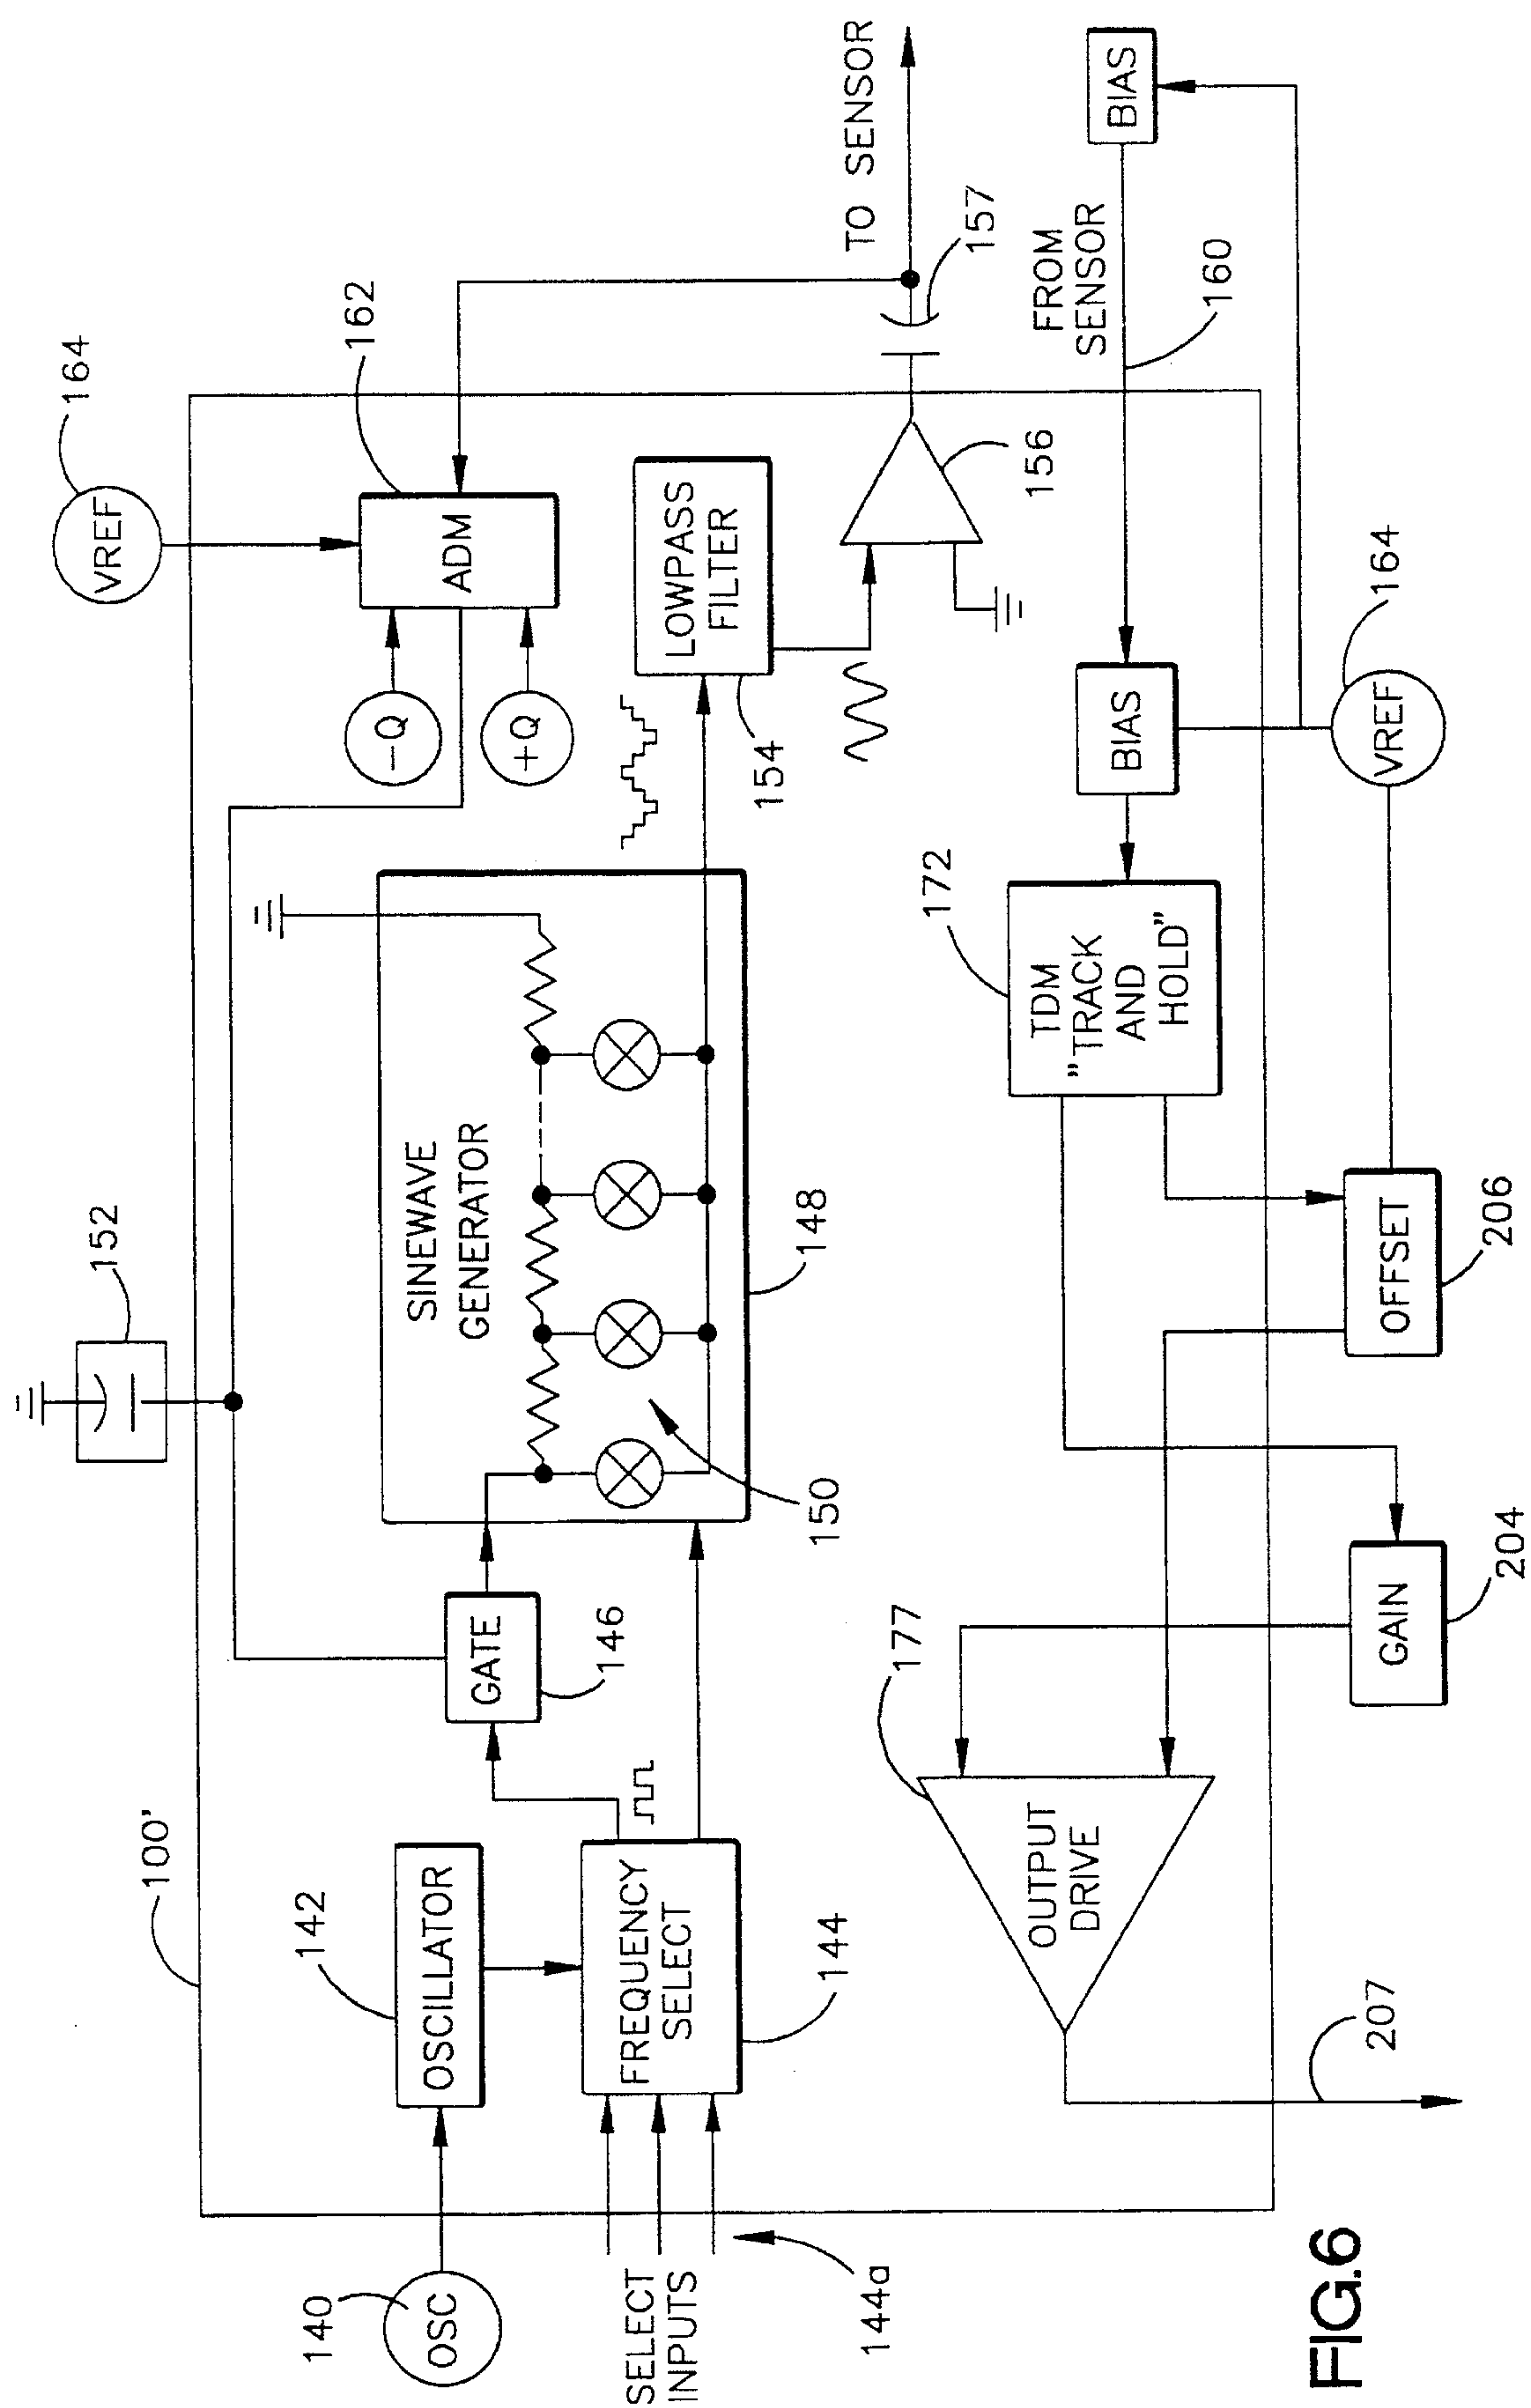 100'
152
164
VREF
162
ADM
–Q
+Q
142
OSCILLATOR
140
OSC
SELECT
INPUTS
144a
FREQUENCY
SELECT
144
GATE
146
SINEWAVE
GENERATOR
150
148
LOWPASS
FILTER
154
156
157
TO SENSOR
FROM
SENSOR
160
BIAS
BIAS
164
VREF
172
TDM
"TRACK
AND
HOLD"
OFFSET
206
GAIN
204
177
OUTPUT
DRIVE
207
FIG.6